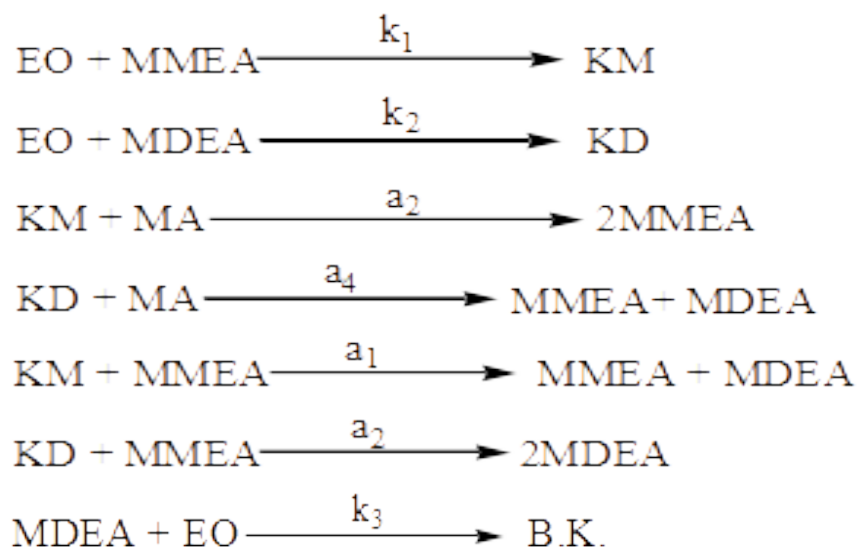 EO + MMEA k₁ KM
EO + MDEA k₂ KD
KM + MA a₂ 2MMEA
KD + MA a₄ MMEA+ MDEA
KM + MMEA a₁ MMEA + MDEA
KD + MMEA a₂ 2MDEA
MDEA + EO k₃ B.K.